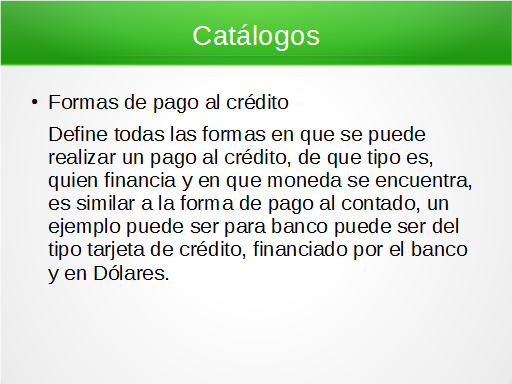 Catálogos
• Formas de pago al crédito
Define todas las formas en que se puede
realizar un pago al crédito, de que tipo es,
quien financia y en que moneda se encuentra,
es similar a la forma de pago al contado, un
ejemplo puede ser para banco puede ser del
tipo tarjeta de crédito, financiado por el banco
y en Dólares.